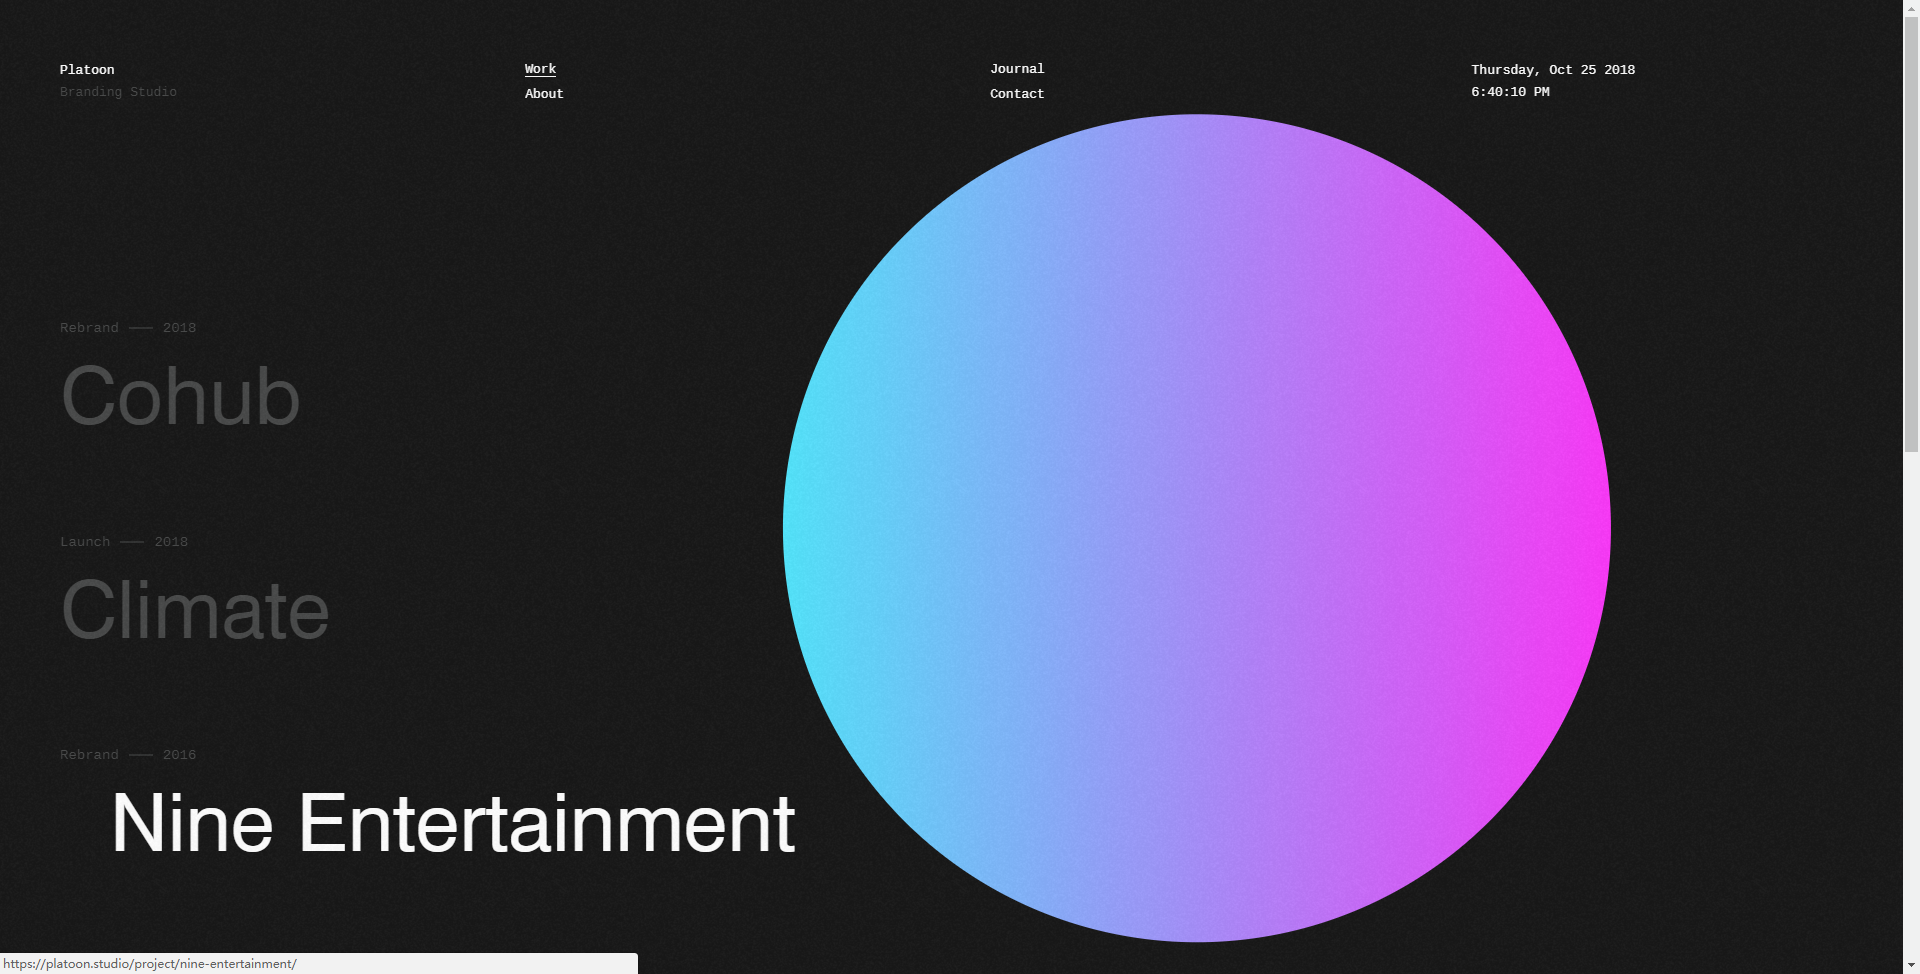 Platoon
Branding Studio
Work
About
Journal
Contact
Thursday, Oct 25 2018
6:40:10 PM
Rebrand —— 2018
Cohub
Launch —— 2018
Climate
Rebrand —— 2016
Nine Entertainment
https://platoon.studio/project/nine-entertainment/